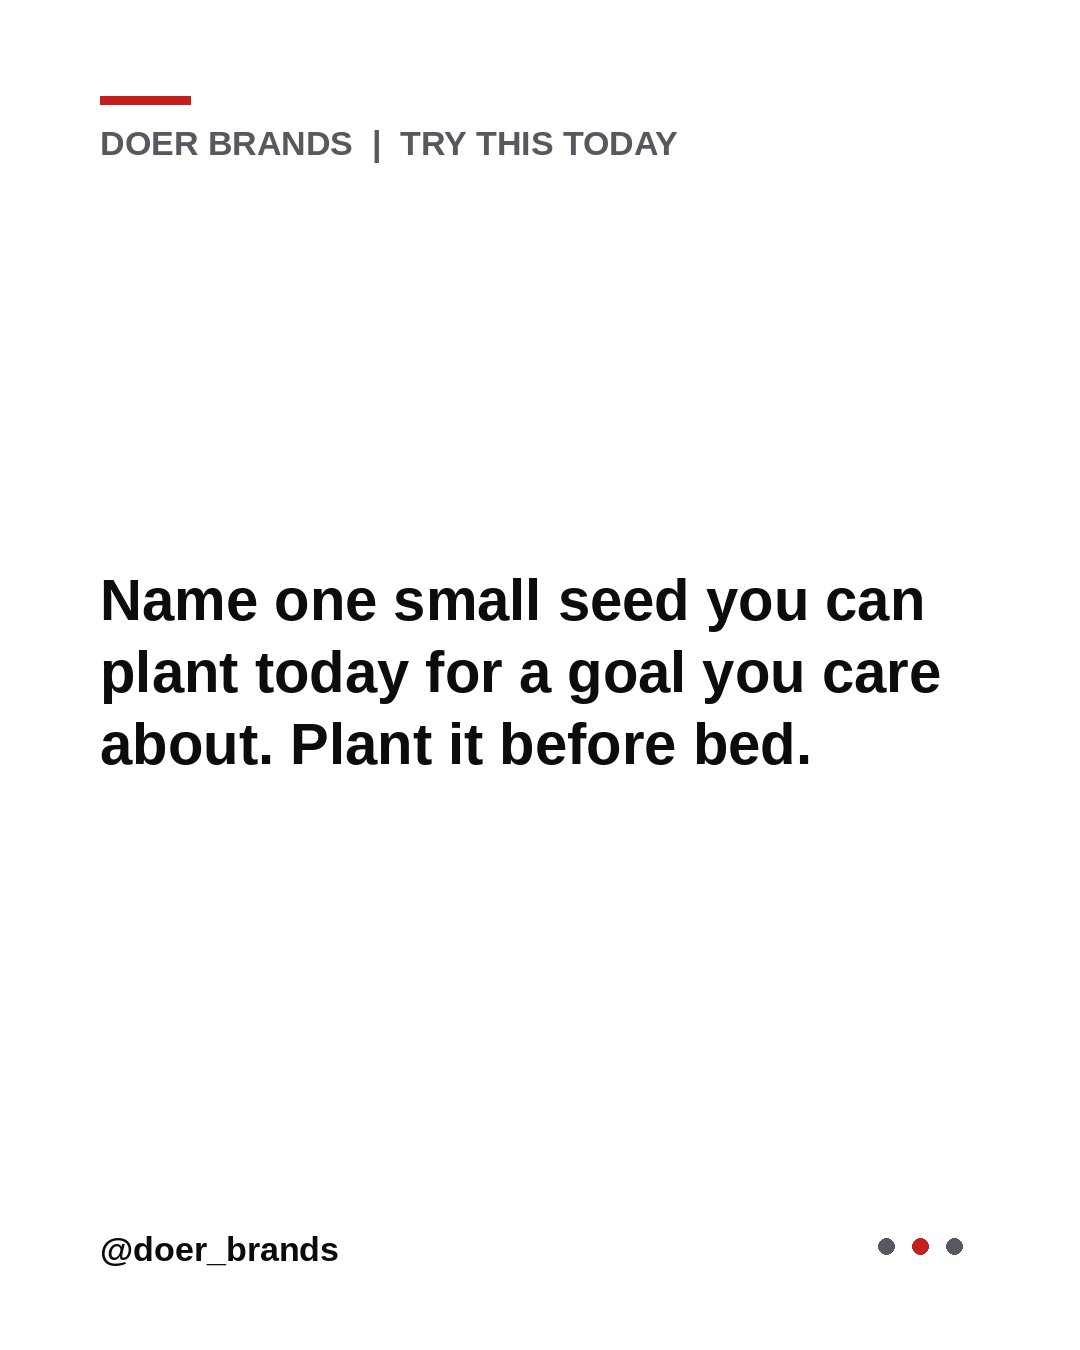 DOER BRANDS | TRY THIS TODAY
Name one small seed you can
plant today for a goal you care
about. Plant it before bed.
@doer_brands